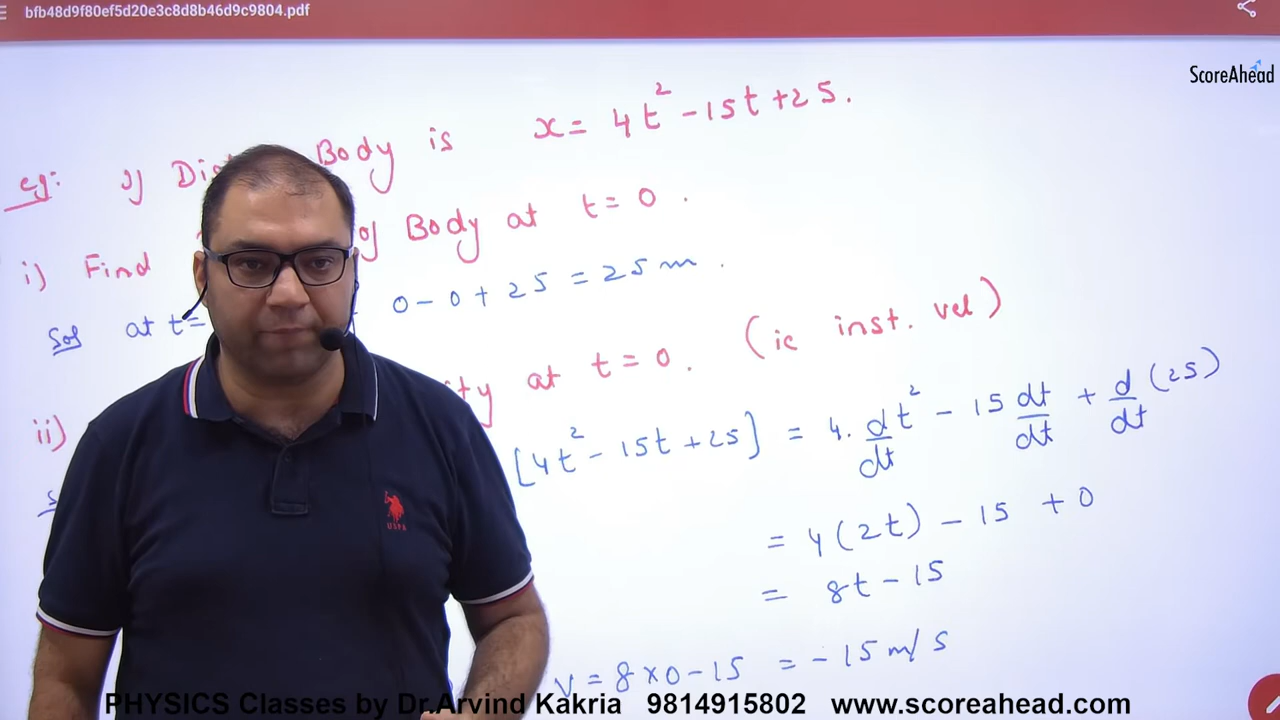 bfb48d9f80ef5d20e3c8d8b46d9c9804.pdf
ScoreAhead
eg: Body is x = 4t² - 15t + 25.
i) Find of Body at t = 0.
Sol at t = 0 - 0 + 25 = 25 m.
ii) at t = 0. (ie inst. vel)
[4t² - 15t + 25] = 4. d/dt t² - 15 dt/dt + d/dt (25)
= 4(2t) - 15 + 0
= 8t - 15
V = 8 × 0 - 15 = - 15 m/s
USPA
PHYSICS Classes by Dr.Arvind Kakria 9814915802 www.scoreahead.com